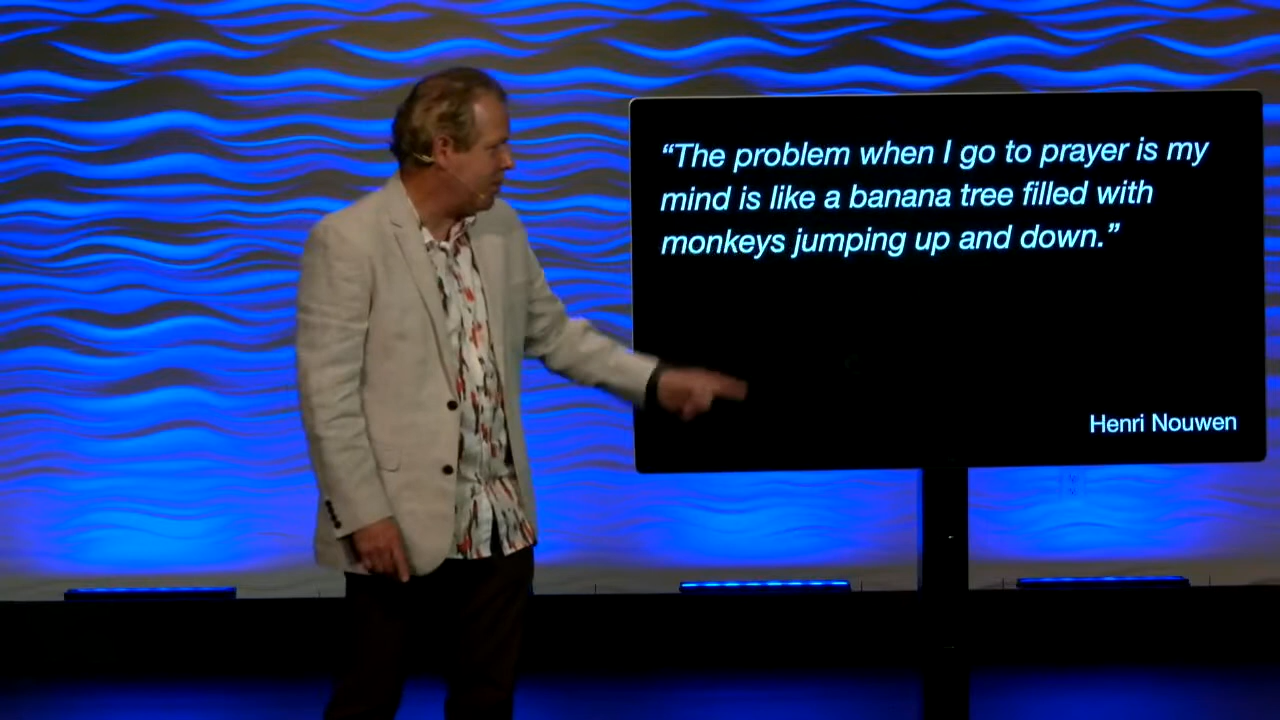 “The problem when I go to prayer is my
mind is like a banana tree filled with
monkeys jumping up and down.”
Henri Nouwen